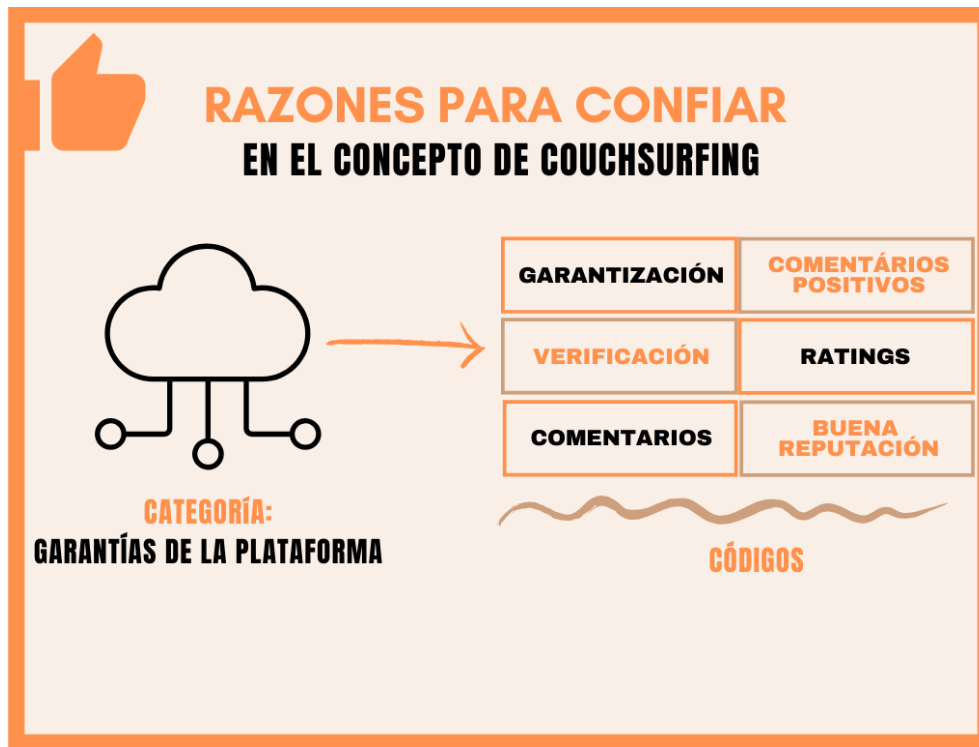 RAZONES PARA CONFIAR
EN EL CONCEPTO DE COUCHSURFING
GARANTIZACIÓN
COMENTÁRIOS
POSITIVOS
VERIFICACIÓN
RATINGS
COMENTARIOS
BUENA
REPUTACIÓN
CATEGORÍA:
GARANTÍAS DE LA PLATAFORMA
CÓDIGOS